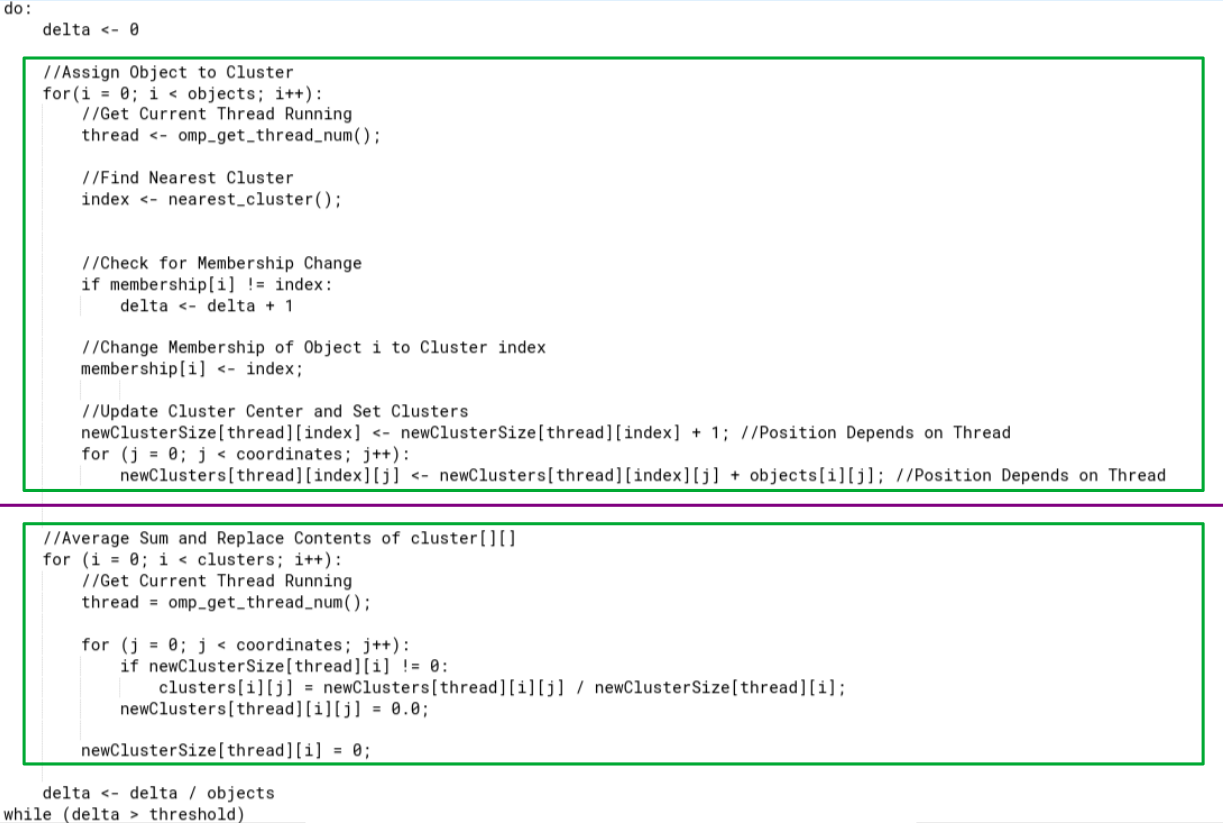 do:
delta <- 0
//Assign Object to Cluster
for(i = 0; i < objects; i++):
//Get Current Thread Running
thread <- omp_get_thread_num();
//Find Nearest Cluster
index <- nearest_cluster();
//Check for Membership Change
if membership[i] != index:
delta <- delta + 1
//Change Membership of Object i to Cluster index
membership[i] <- index;
//Update Cluster Center and Set Clusters
newClusterSize[thread][index] <- newClusterSize[thread][index] + 1; //Position Depends on Thread
for (j = 0; j < coordinates; j++):
newClusters[thread][index][j] <- newClusters[thread][index][j] + objects[i][j]; //Position Depends on Thread
//Average Sum and Replace Contents of cluster[][]
for (i = 0; i < clusters; i++):
//Get Current Thread Running
thread = omp_get_thread_num();
for (j = 0; j < coordinates; j++):
if newClusterSize[thread][i] != 0:
clusters[i][j] = newClusters[thread][i][j] / newClusterSize[thread][i];
newClusters[thread][i][j] = 0.0;
newClusterSize[thread][i] = 0;
delta <- delta / objects
while (delta > threshold)